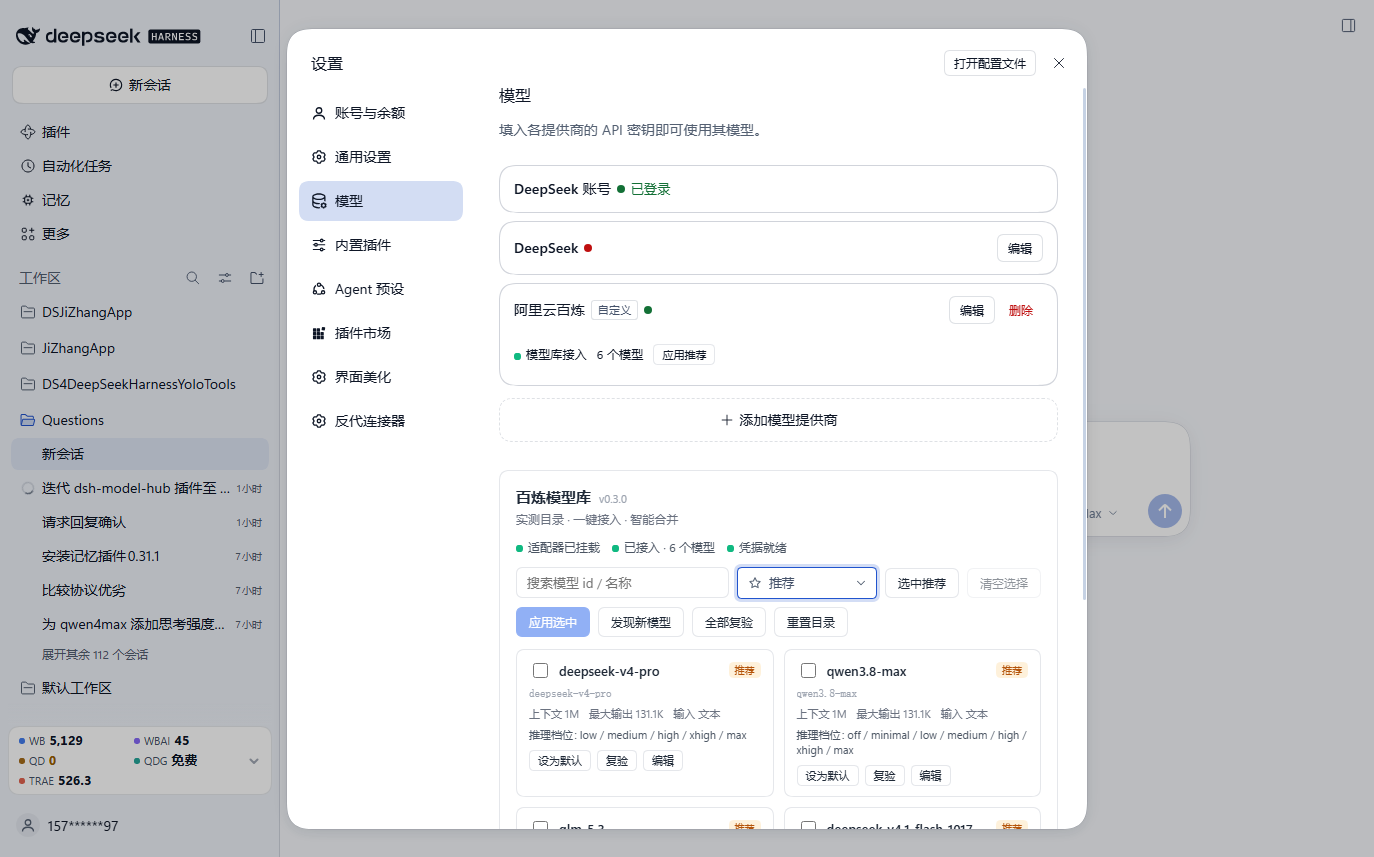 deepseek HARNESS
新会话
插件
自动化任务
记忆
更多
工作区
DSJiZhangApp
JiZhangApp
DS4DeepSeekHarnessYoloTools
Questions
新会话
迭代 dsh-model-hub 插件至 ... 1小时
请求回复确认 1小时
安装记忆插件0.31.1 7小时
比较协议优劣 7小时
为 qwen4max 添加思考强度... 7小时
展开其余 112 个会话
默认工作区
WB 5,129 WBAI 45
QD 0 QDG 免费
TRAE 526.3
157******97
设置
打开配置文件
账号与余额
通用设置
模型
内置插件
Agent 预设
插件市场
界面美化
反代连接器
模型
填入各提供商的 API 密钥即可使用其模型。
DeepSeek 账号 已登录
DeepSeek 编辑
阿里云百炼 自定义 编辑 删除
模型库接入 6 个模型 应用推荐
添加模型提供商
百炼模型库 v0.3.0
实测目录 · 一键接入 · 智能合并
适配器已挂载 已接入 · 6 个模型 凭据就绪
搜索模型 id / 名称 推荐 选中推荐 清空选择
应用选中 发现新模型 全部复验 重置目录
deepseek-v4-pro 推荐
deepseek-v4-pro
上下文 1M 最大输出 131.1K 输入 文本
推理档位: low / medium / high / xhigh / max
设为默认 复验 编辑
qwen3.8-max 推荐
qwen3.8-max
上下文 1M 最大输出 131.1K 输入 文本
推理档位: off / minimal / low / medium / high /
xhigh / max
设为默认 复验 编辑
推荐
deepseek-v4.1-flash-1017 推荐